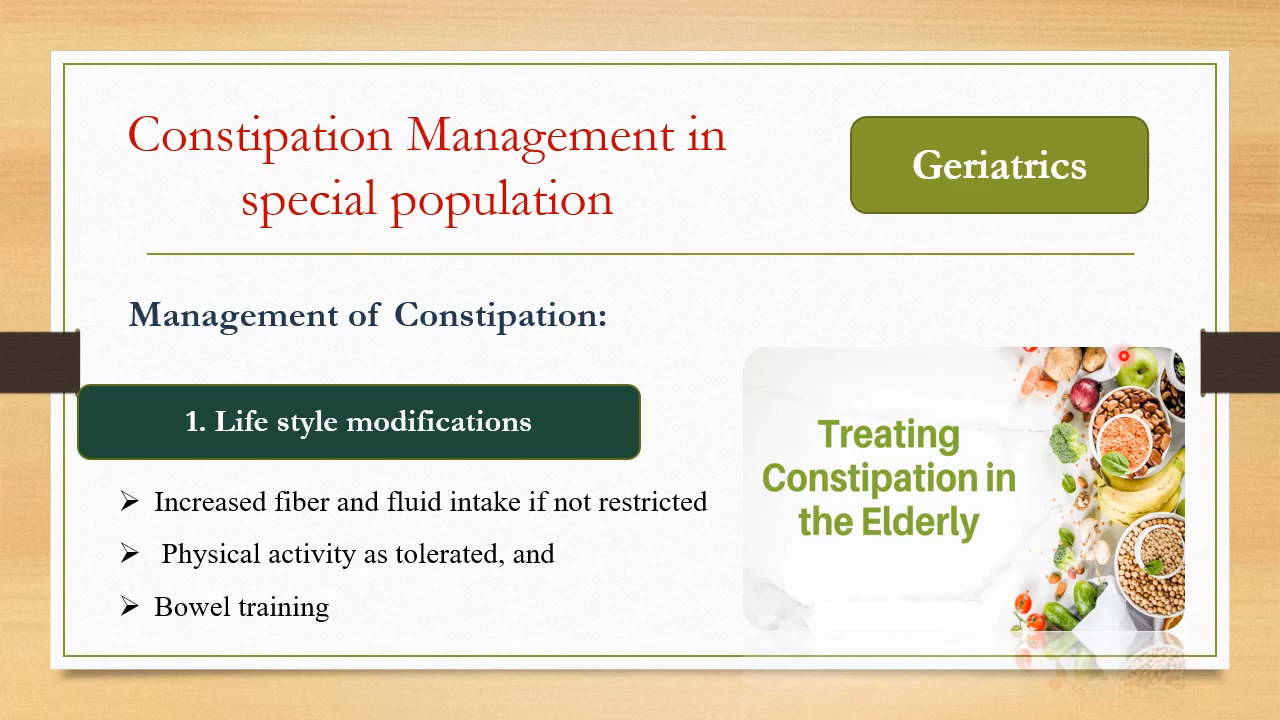 Constipation Management in
special population
Geriatrics
Management of Constipation:
1. Life style modifications
➢ Increased fiber and fluid intake if not restricted
➢ Physical activity as tolerated, and
➢ Bowel training
Treating
Constipation in
the Elderly